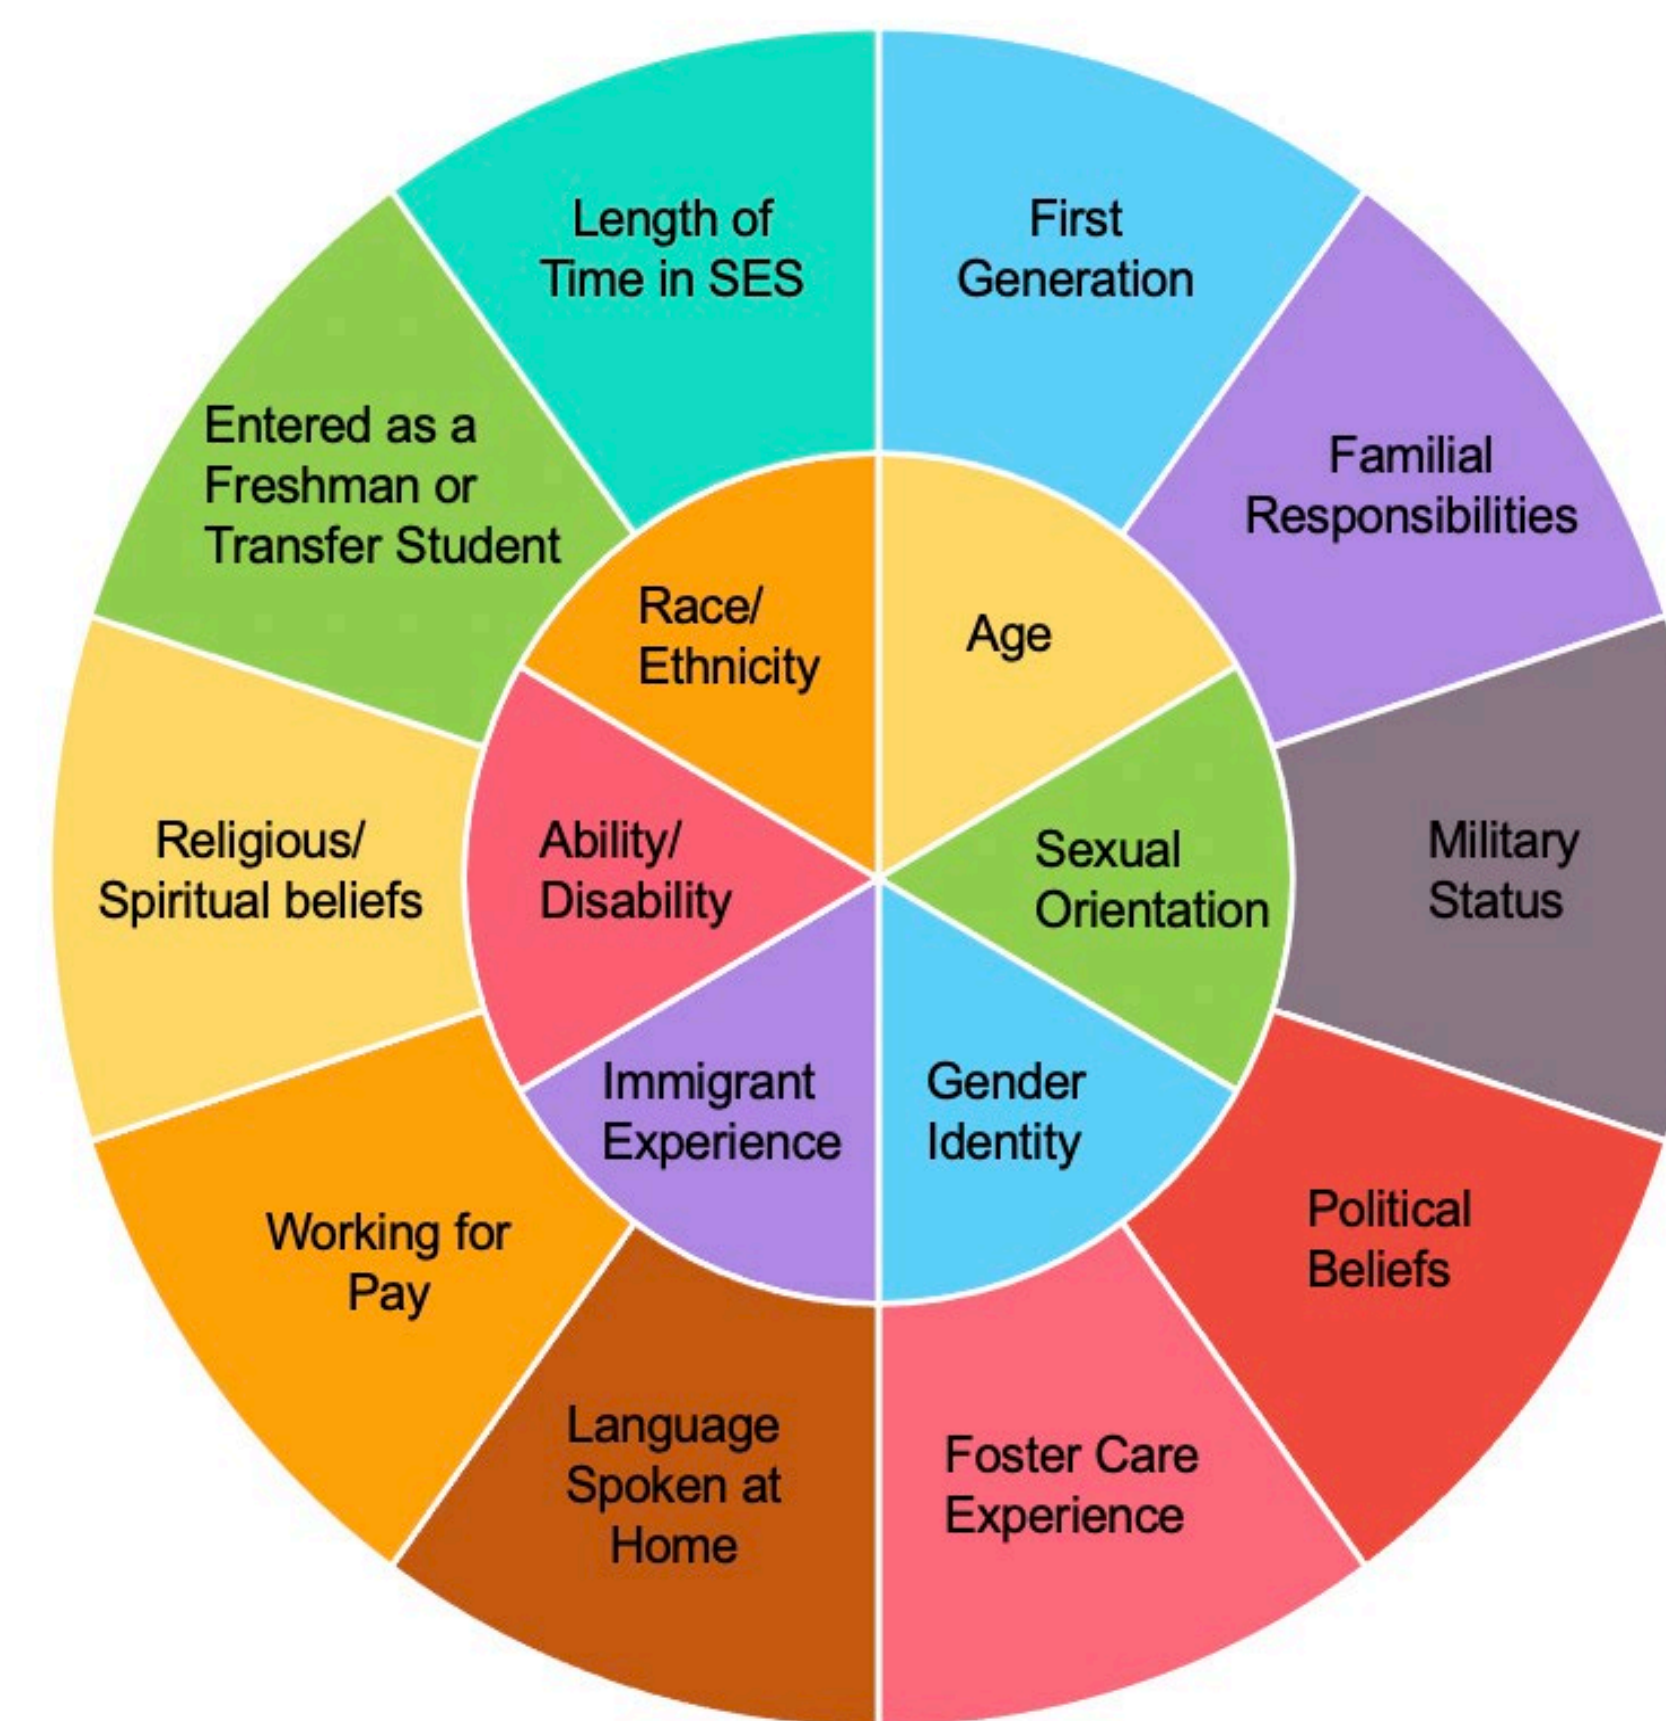 Length of
Time in SES
First
Generation
Familial
Responsibilities
Military
Status
Political
Beliefs
Foster Care
Experience
Language
Spoken at
Home
Working for
Pay
Religious/
Spiritual beliefs
Entered as a
Freshman or
Transfer Student
Race/
Ethnicity
Age
Sexual
Orientation
Gender
Identity
Immigrant
Experience
Ability/
Disability